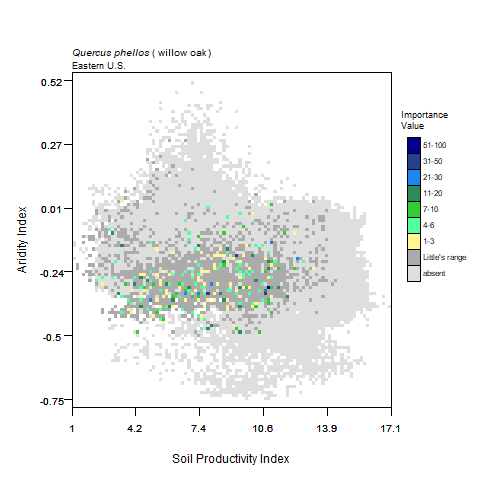 Quercus phellos ( willow oak )
Eastern U.S.
0.52
0.27
0.01
-0.24
-0.5
-0.75
Aridity Index
1 4.2 7.4 10.6 13.9 17.1
Soil Productivity Index
Importance
Value
51-100
31-50
21-30
11-20
7-10
4-6
1-3
Little's range
absent